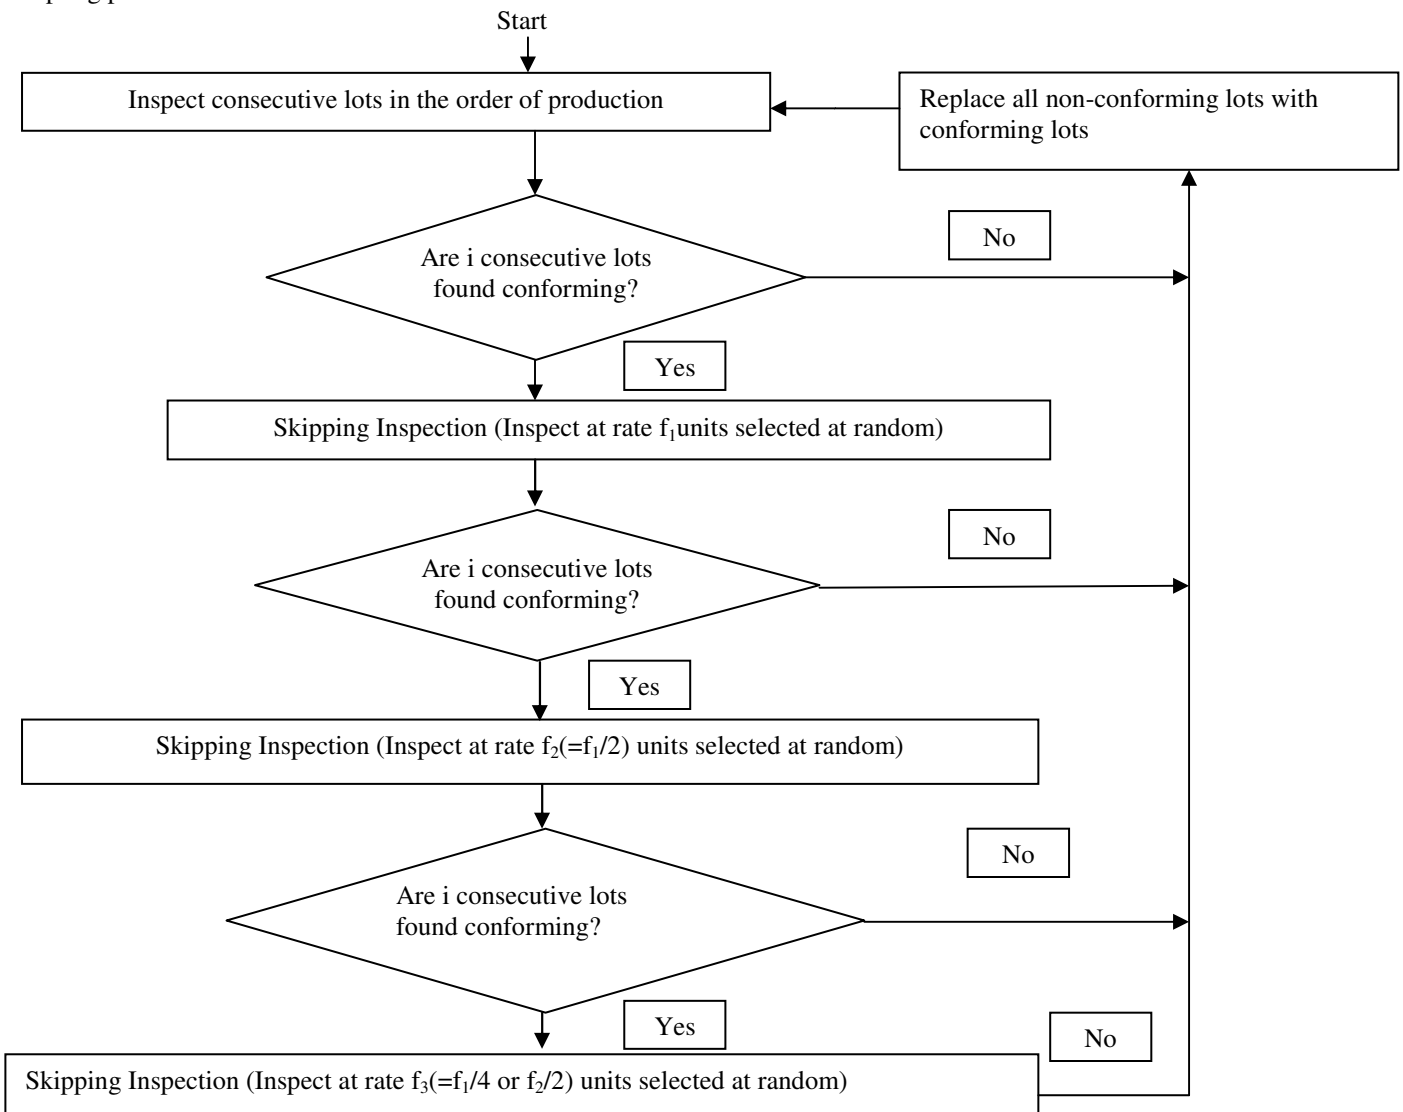 Start
Inspect consecutive lots in the order of production
Replace all non-conforming lots with
conforming lots
No
Are i consecutive lots
found conforming?
Yes
Skipping Inspection (Inspect at rate f₁units selected at random)
No
Are i consecutive lots
found conforming?
Yes
Skipping Inspection (Inspect at rate f₂(=f₁/2) units selected at random)
No
Are i consecutive lots
found conforming?
Yes
No
Skipping Inspection (Inspect at rate f₃(=f₁/4 or f₂/2) units selected at random)